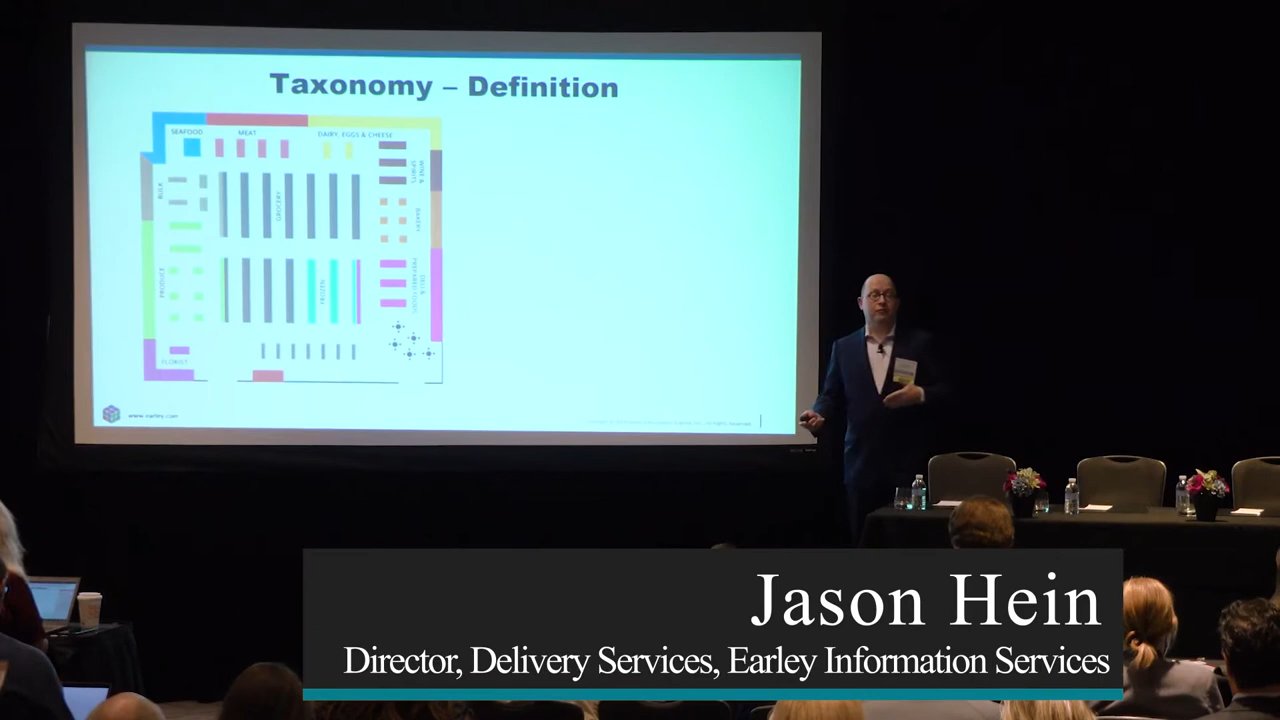 Taxonomy – Definition
SEAFOOD
MEAT
DAIRY, EGGS & CHEESE
WINE &
SPIRITS
BULK
GROCERY
BAKERY
PRODUCE
FROZEN
DELI &
PREPARED FOODS
FLORIST
www.earley.com
Jason Hein
Director, Delivery Services, Earley Information Services